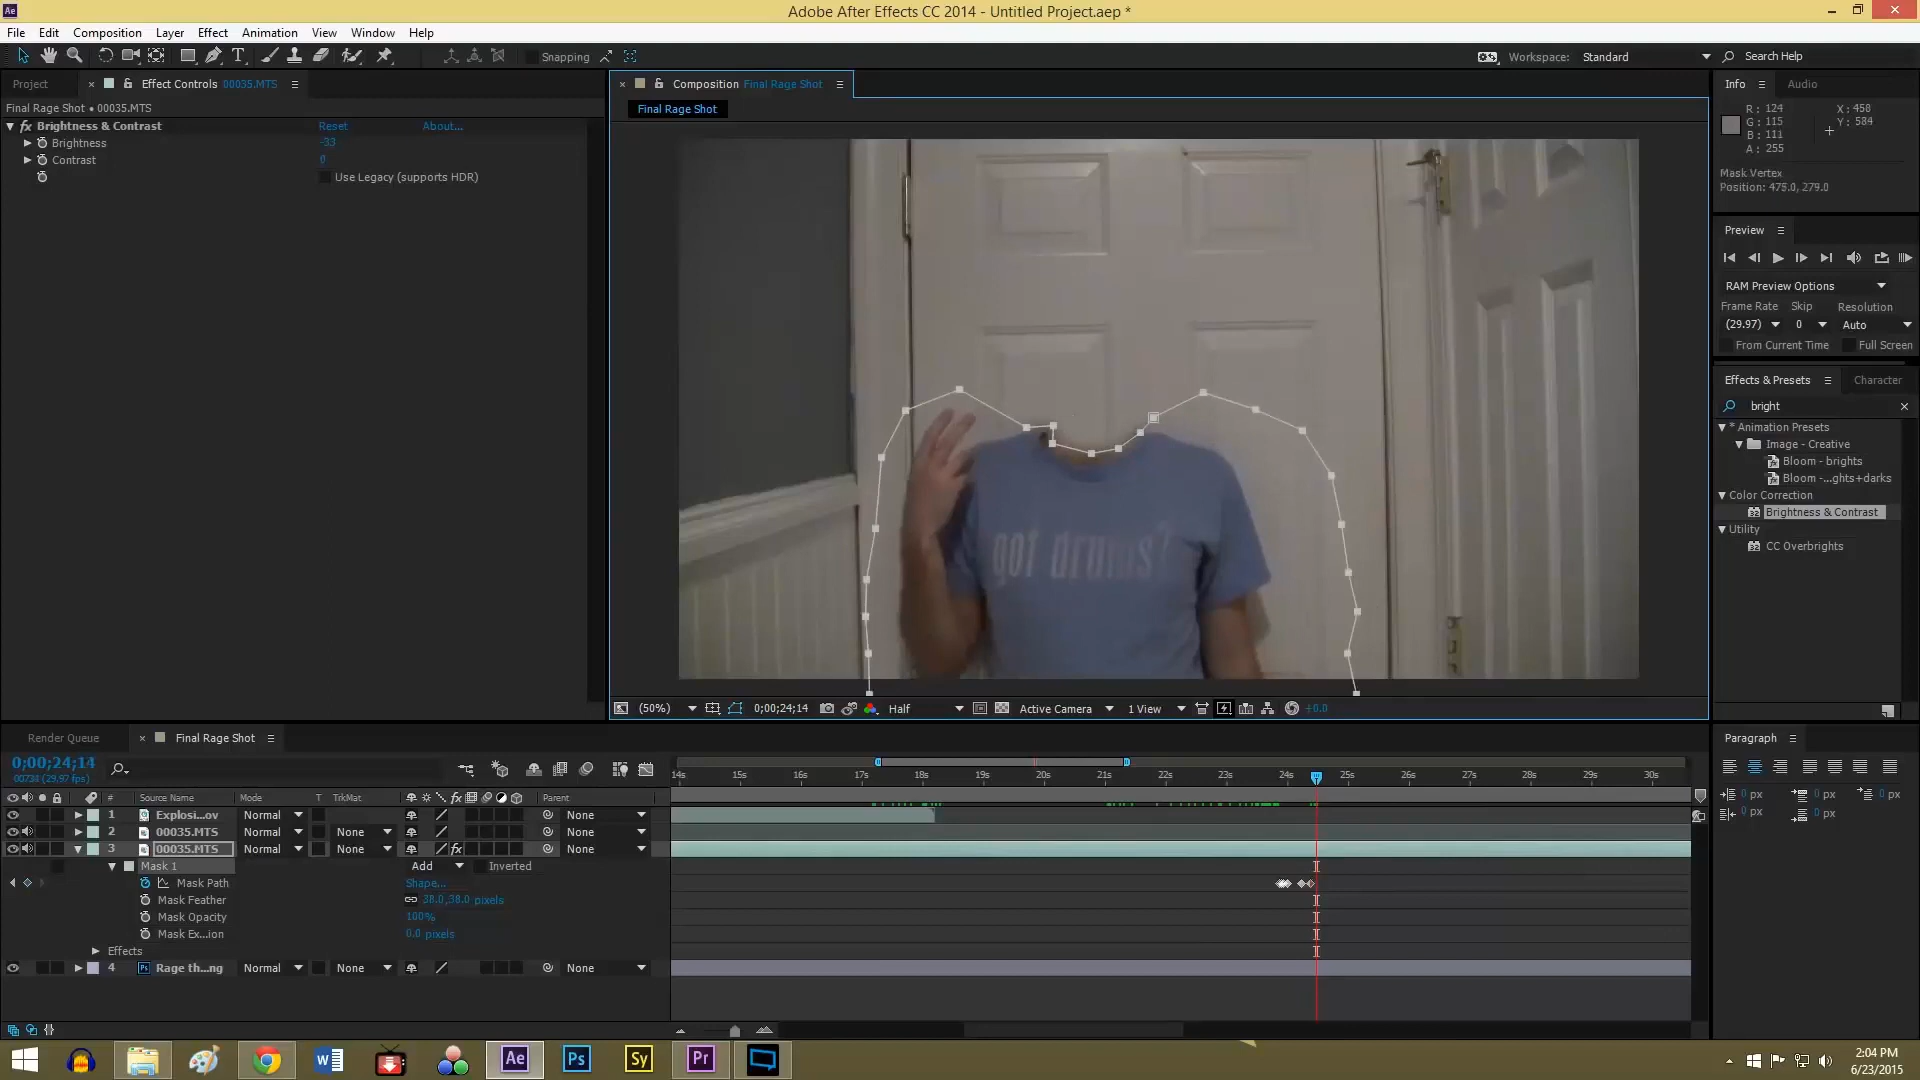 Ae
Adobe After Effects CC 2014 - Untitled Project.aep *
File Edit Composition Layer Effect Animation View Window Help
Snapping
Workspace: Standard
Search Help
Project
Effect Controls 00035.MTS
Final Rage Shot • 00035.MTS
fx Brightness & Contrast Reset About...
Brightness -33
Contrast 0
Use Legacy (supports HDR)
Composition Final Rage Shot
Final Rage Shot
got drums?
(50%) 0;00;24;14 Half Active Camera 1 View +0.0
Info Audio
R: 124 X: 458
G: 115 Y: 584
B: 111
A: 255
Mask Vertex
Position: 475.0, 279.0
Preview
RAM Preview Options
Frame Rate Skip Resolution
(29.97) 0 Auto
From Current Time Full Screen
Effects & Presets Character
bright
* Animation Presets
Image - Creative
Bloom - brights
Bloom -...ghts+darks
Color Correction
Brightness & Contrast
Utility
CC Overbrights
Paragraph
0 px 0 px 0 px
0 px 0 px
Render Queue Final Rage Shot
0;00;24;14
00734 (29.97 fps)
14s 15s 16s 17s 18s 19s 20s 21s 22s 23s 24s 25s 26s 27s 28s 29s 30s
# Source Name Mode T TrkMat fx Parent
1 Explosi...ov Normal None
2 00035.MTS Normal None None
3 00035.MTS Normal None fx None
Mask 1 Add Inverted
Mask Path Shape...
Mask Feather 38.0,38.0 pixels
Mask Opacity 100%
Mask Ex...ion 0.0 pixels
Effects
4 Ps Rage th...ng Normal None None
W Ae Ps Sy Pr
2:04 PM
6/23/2015